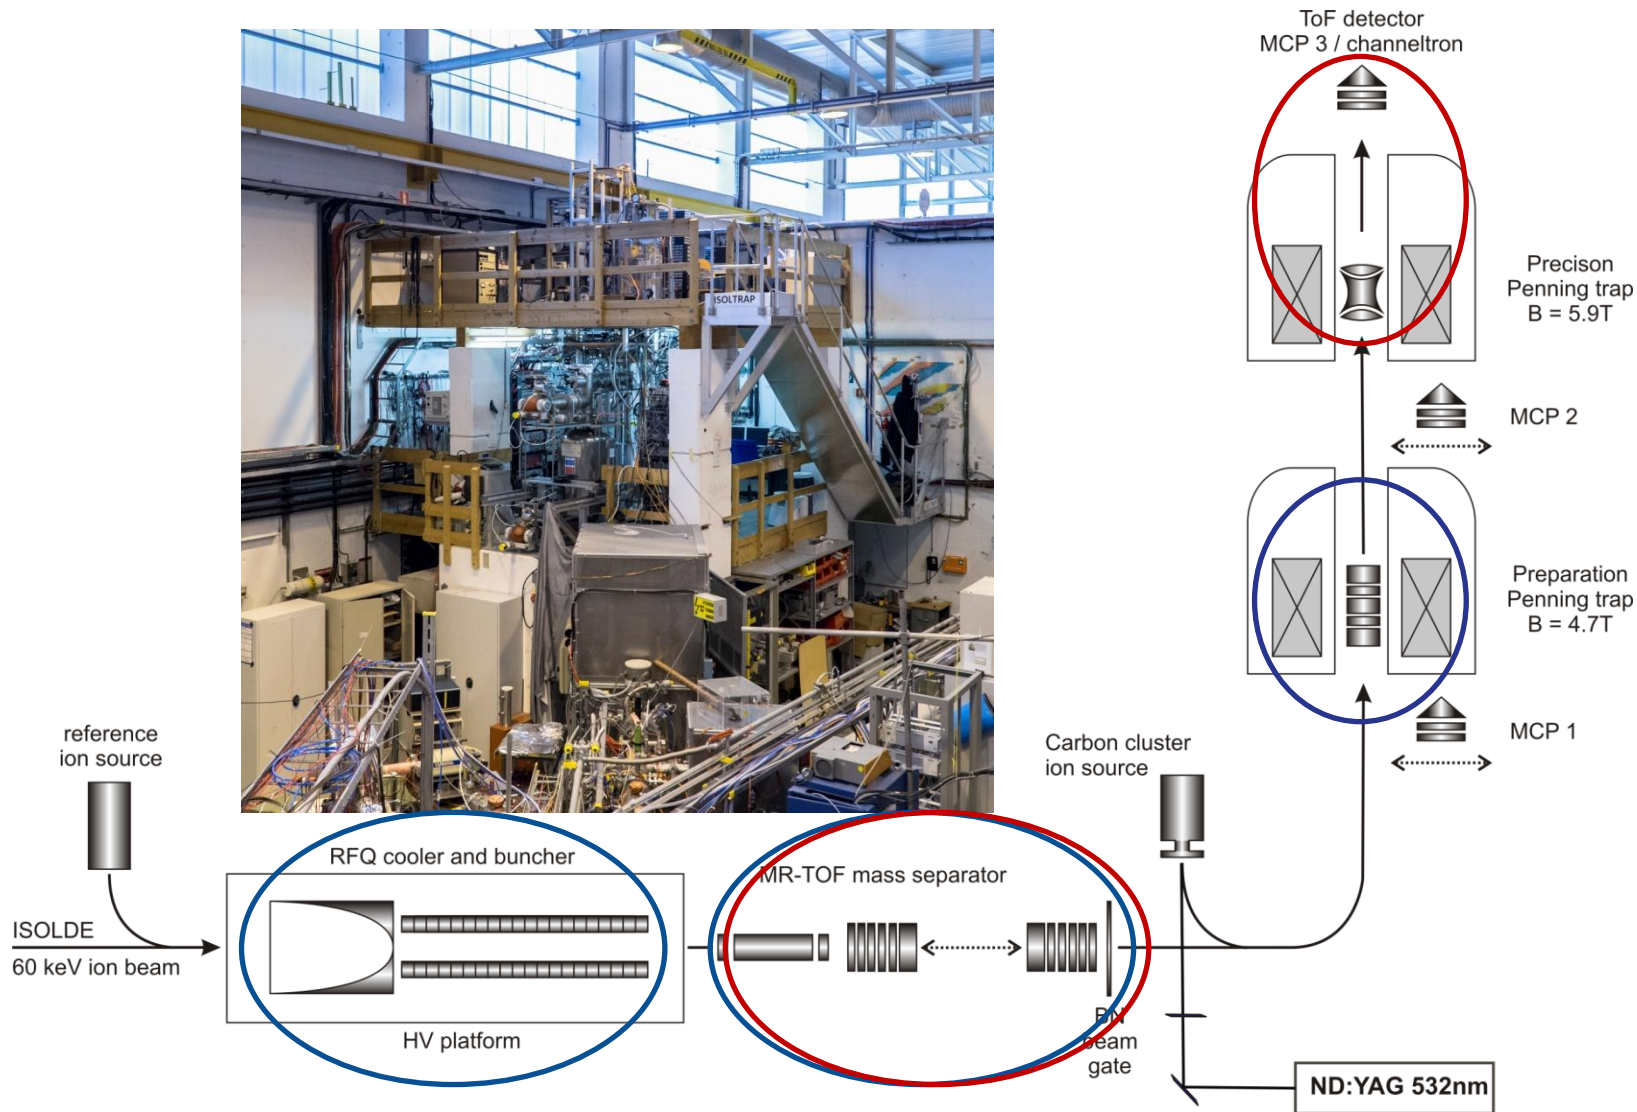 ToF detector
MCP 3 / channeltron
ISOLTRAP
Precison
Penning trap
B = 5.9T
MCP 2
Preparation
Penning trap
B = 4.7T
MCP 1
reference
ion source
Carbon cluster
ion source
RFQ cooler and buncher
MR-TOF mass separator
ISOLDE
60 keV ion beam
HV platform
BN
beam
gate
ND:YAG 532nm